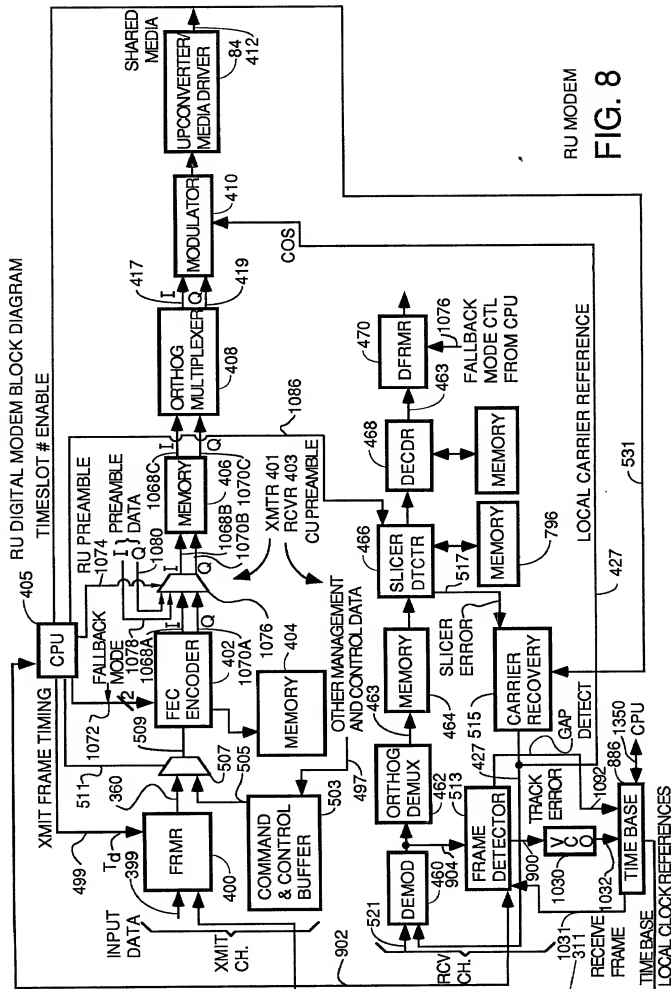 RU DIGITAL MODEM BLOCK DIAGRAM
TIMESLOT # ENABLE
405
CPU
XMIT FRAME TIMING
499
Td
511
1072
FALLBACK
MODE
2
1074
RU PREAMBLE
I
Q
PREAMBLE
DATA
1080
1078
1068A
I
Q
1070A
1076
INPUT
DATA
399
XMIT
CH.
FRMR
400
360
507
509
505
FEC
ENCODER
402
MEMORY
404
COMMAND
& CONTROL
BUFFER
503
497
OTHER MANAGEMENT
AND CONTROL DATA
I
Q
1068B
1070B
MEMORY
406
1068C
I
Q
1070C
XMTR 401
RCVR 403
CU PREAMBLE
1086
ORTHOG
MULTIPLEXER
408
417
I
Q
419
MODULATOR
410
COS
UPCONVERTER/
MEDIA DRIVER
84
412
SHARED
MEDIA
902
RCV
CH.
521
DEMOD
460
904
ORTHOG
DEMUX
462
463
MEMORY
464
SLICER
DTCTR
466
517
MEMORY
796
DECDR
468
MEMORY
463
DFRMR
470
1076
FALLBACK
MODE CTL
FROM CPU
FRAME
DETECTOR
513
900
427
TRACK
ERROR
SLICER
ERROR
CARRIER
RECOVERY
515
GAP
DETECT
1092
VCO
1030
1032
TIME BASE
886
1350
CPU
1031
311
RECEIVE
FRAME
TIME BASE
LOCAL CLOCK REFERENCES
LOCAL CARRIER REFERENCE
427
531
RU MODEM
FIG. 8